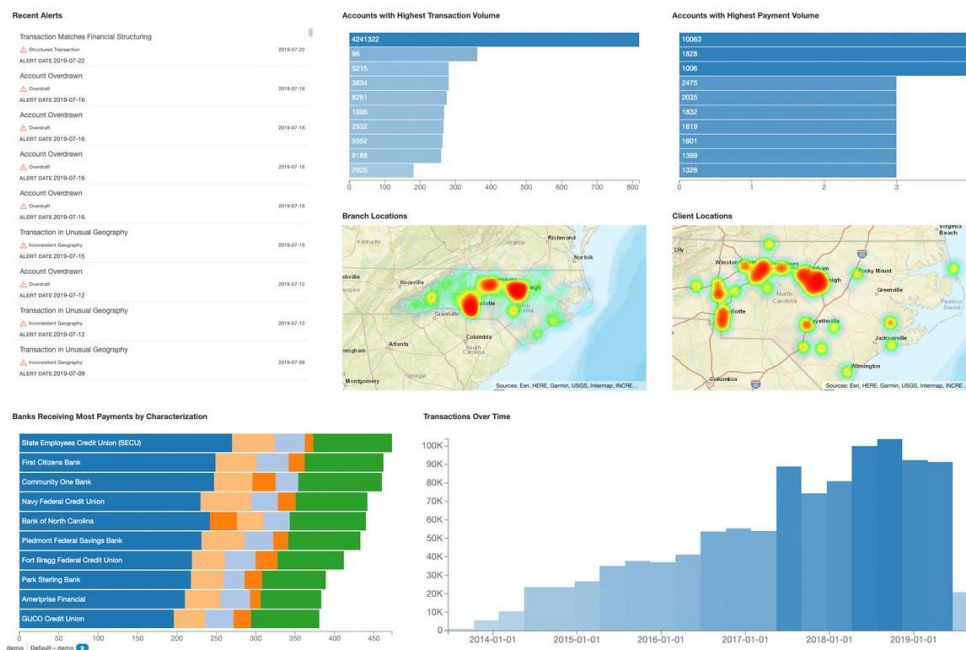 Recent Alerts
Transaction Matches Financial Structuring
Structured Transaction 2019-07-22
ALERT DATE 2019-07-22
Account Overdrawn
Overdraft 2019-07-16
ALERT DATE 2019-07-16
Account Overdrawn
Overdraft 2019-07-16
ALERT DATE 2019-07-16
Account Overdrawn
Overdraft 2019-07-16
ALERT DATE 2019-07-16
Account Overdrawn
Overdraft 2019-07-16
ALERT DATE 2019-07-16
Transaction in Unusual Geography
Inconsistent Geography 2019-07-15
ALERT DATE 2019-07-15
Account Overdrawn
Overdraft 2019-07-12
ALERT DATE 2019-07-12
Transaction in Unusual Geography
Inconsistent Geography 2019-07-12
ALERT DATE 2019-07-12
Transaction in Unusual Geography
Inconsistent Geography 2019-07-09
ALERT DATE 2019-07-09
Accounts with Highest Transaction Volume
4241322
96
5215
3834
8261
1006
2932
5952
9188
2926
0 100 200 300 400 500 600 700 800
Accounts with Highest Payment Volume
10063
1828
1006
2475
2035
1832
1819
1801
1399
1326
0 1 2 3
Branch Locations
Kentucky
Virginia
Richmond
Norfolk
Knoxville
Greenville
Atlanta
Columbia
South Carolina
Georgia
Montgomery
Sources: Esri, HERE, Garmin, USGS, Intermap, INCRE...
Client Locations
Virginia Beach
City
Rocky Mount
North Carolina
Greenville
Pamlico Sound
Jacksonville
Wilmington
Columbia
Sources: Esri, HERE, Garmin, USGS, Intermap, INCRE...
Banks Receiving Most Payments by Characterization
State Employees Credit Union (SECU)
First Citizens Bank
Community One Bank
Navy Federal Credit Union
Bank of North Carolina
Piedmont Federal Savings Bank
Fort Bragg Federal Credit Union
Park Sterling Bank
Ameriprise Financial
GUCO Credit Union
0 50 100 150 200 250 300 350 400 450
demo Default – demo
Transactions Over Time
100K
90K
80K
70K
60K
50K
40K
30K
20K
10K
0
2014-01-01 2015-01-01 2016-01-01 2017-01-01 2018-01-01 2019-01-01